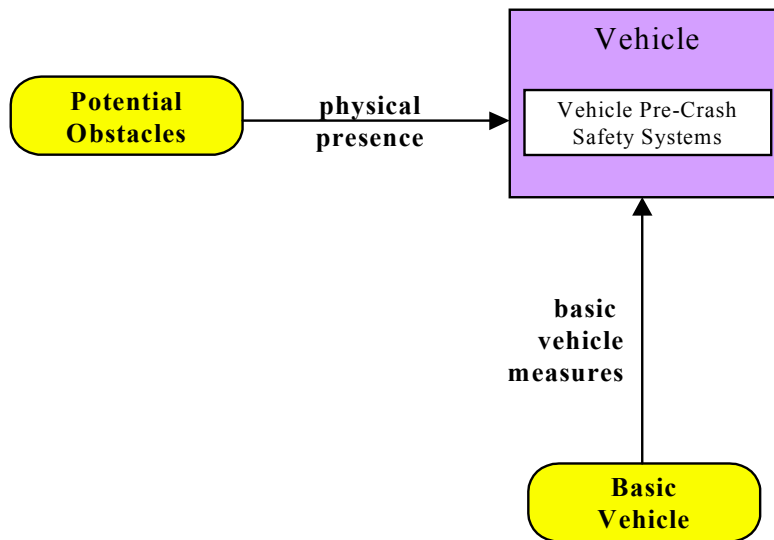 Vehicle
Potential
Obstacles
physical
presence
Vehicle Pre-Crash
Safety Systems
basic
vehicle
measures
Basic
Vehicle